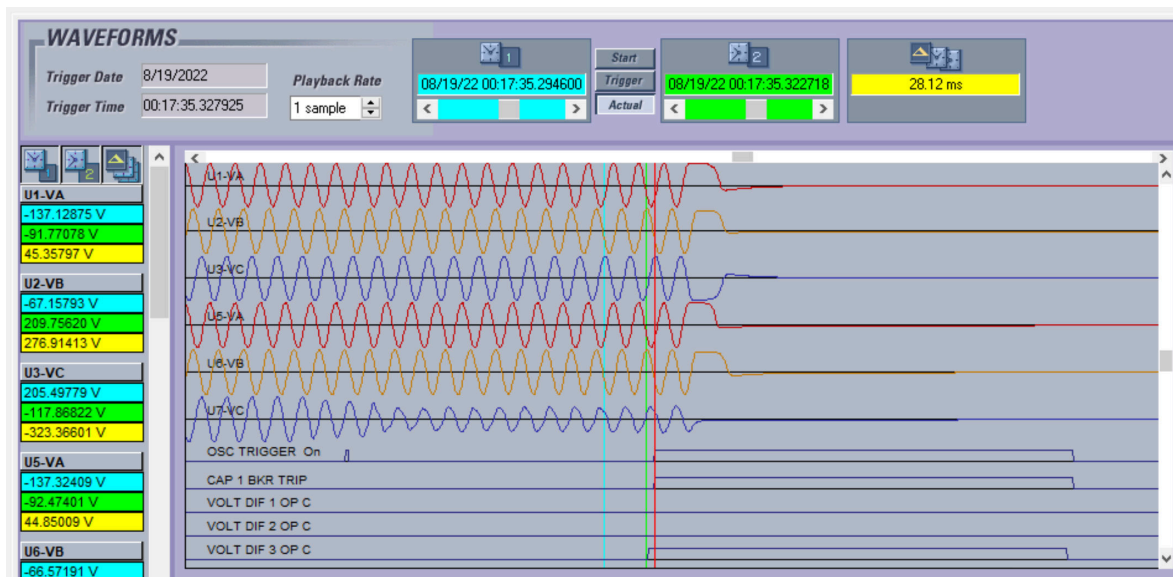 WAVEFORMS
Trigger Date 8/19/2022
Trigger Time 00:17:35.327925
Playback Rate
1 sample
1
08/19/22 00:17:35.294600
Start
Trigger
Actual
2
08/19/22 00:17:35.322718
28.12 ms
1
2
U1-VA
-137.12875 V
-91.77078 V
45.35797 V
U2-VB
-67.15793 V
209.75620 V
276.91413 V
U3-VC
205.49779 V
-117.86822 V
-323.36601 V
U5-VA
-137.32409 V
-92.47401 V
44.85009 V
U6-VB
-66.57191 V
U1-VA
U2-VB
U3-VC
U5-VA
U6-VB
U7-VC
OSC TRIGGER On
CAP 1 BKR TRIP
VOLT DIF 1 OP C
VOLT DIF 2 OP C
VOLT DIF 3 OP C